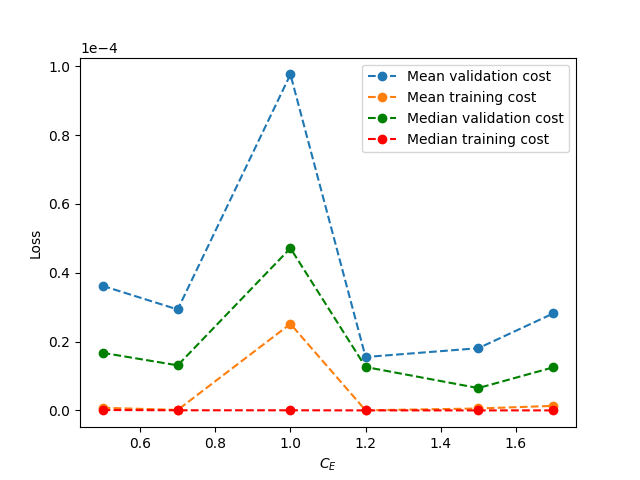 1e−4
1.0
0.8
0.6
0.4
0.2
0.0
Loss
Mean validation cost
Mean training cost
Median validation cost
Median training cost
0.6 0.8 1.0 1.2 1.4 1.6
C_E